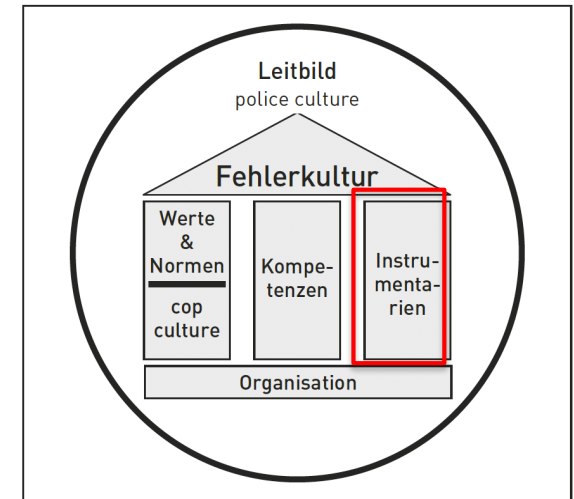 Leitbild
police culture
Fehlerkultur
Werte
&
Normen
cop
culture
Kompe-
tenzen
Instru-
menta-
rien
Organisation